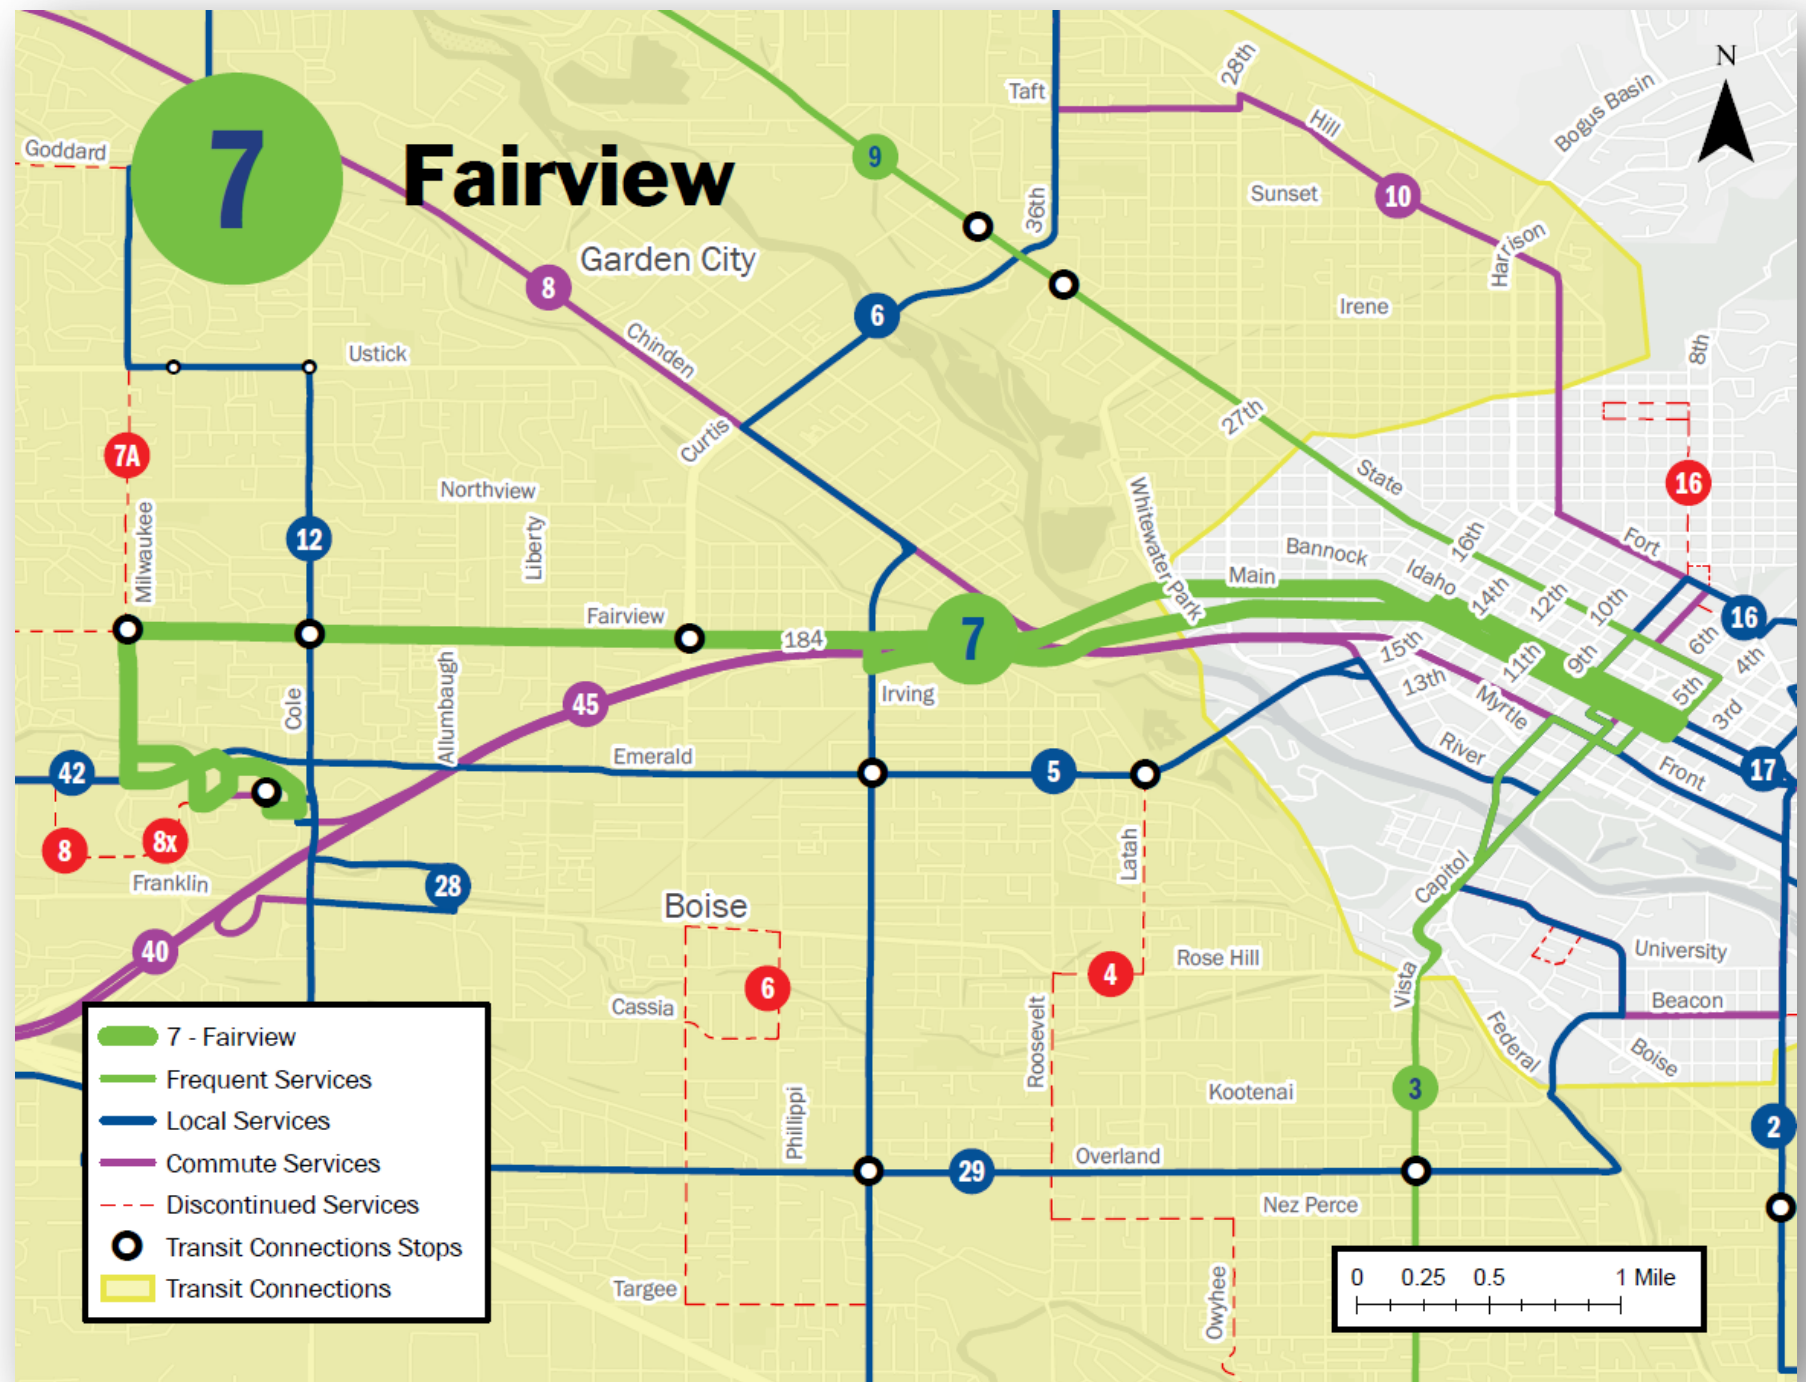 N
Taft
28th
Hill
Bogus Basin
Goddard
7
Fairview
9
36th
Sunset
10
Harrison
Garden City
8
6
Irene
Chinden
Ustick
8th
27th
Curtis
7A
State
16
Northview
Whitewater Park
Milwaukee
12
Liberty
16th
Fort
Bannock
Idaho
Main
14th
12th
10th
Fairview
184
7
16
6th
4th
15th
11th
9th
13th
5th
3rd
Irving
Myrtle
Cole
Allumbaugh
45
River
42
Emerald
5
Front
17
8
8x
Latah
Franklin
28
Capitol
Boise
40
Rose Hill
University
6
4
Vista
Cassia
Roosevelt
Beacon
Federal
Boise
7 - Fairview
Frequent Services
Local Services
Commute Services
Discontinued Services
Transit Connections Stops
Transit Connections
Phillippi
Kootenai
3
2
29
Overland
Nez Perce
Targee
Owyhee
0 0.25 0.5 1 Mile